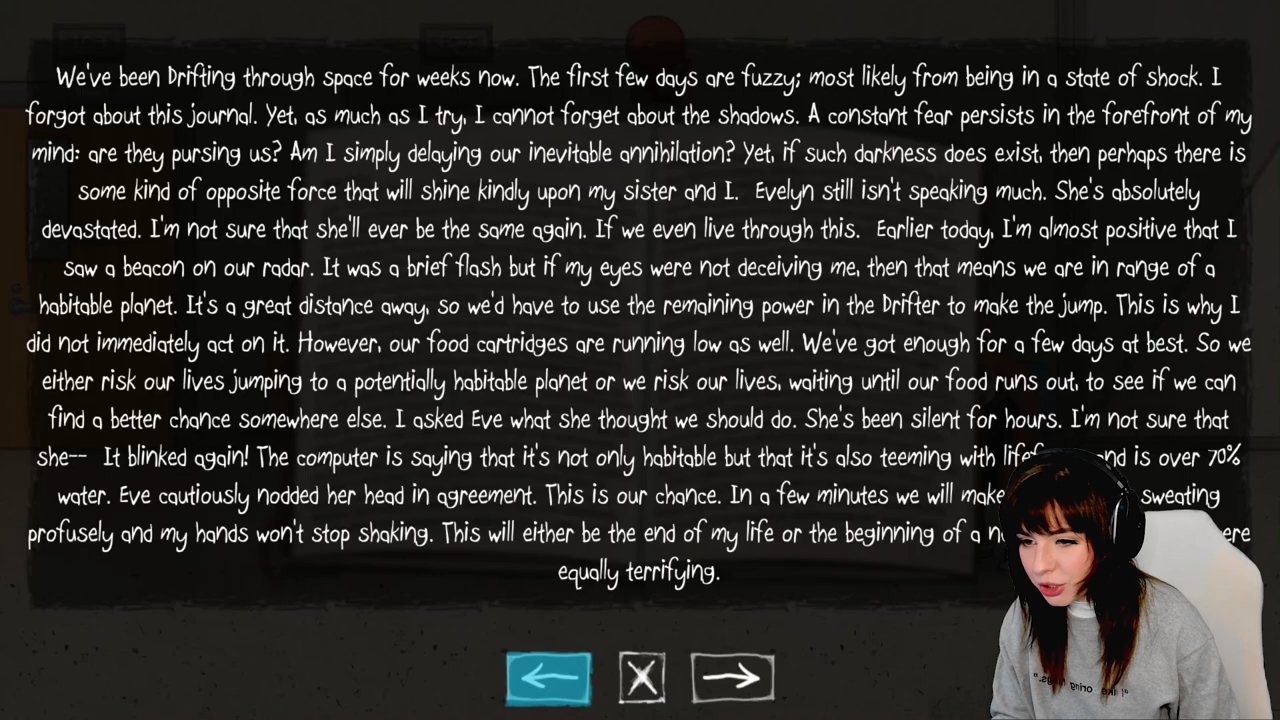 We've been Drifting through space for weeks now. The first few days are fuzzy; most likely from being in a state of shock. I
forgot about this journal. Yet, as much as I try, I cannot forget about the shadows. A constant fear persists in the forefront of my
mind: are they pursing us? Am I simply delaying our inevitable annihilation? Yet, if such darkness does exist, then perhaps there is
some kind of opposite force that will shine kindly upon my sister and I. Evelyn still isn't speaking much. She's absolutely
devastated. I'm not sure that she'll ever be the same again. If we even live through this. Earlier today, I'm almost positive that I
saw a beacon on our radar. It was a brief flash but if my eyes were not deceiving me, then that means we are in range of a
habitable planet. It's a great distance away, so we'd have to use the remaining power in the Drifter to make the jump. This is why I
did not immediately act on it. However, our food cartridges are running low as well. We've got enough for a few days at best. So we
either risk our lives jumping to a potentially habitable planet or we risk our lives, waiting until our food runs out, to see if we can
find a better chance somewhere else. I asked Eve what she thought we should do. She's been silent for hours. I'm not sure that
she-- It blinked again! The computer is saying that it's not only habitable but that it's also teeming with is over 70%
water. Eve cautiously nodded her head in agreement. This is our chance. In a few minutes we will make sweating
profusely and my hands won't stop shaking. This will either be the end of my life or the beginning of a
equally terrifying.